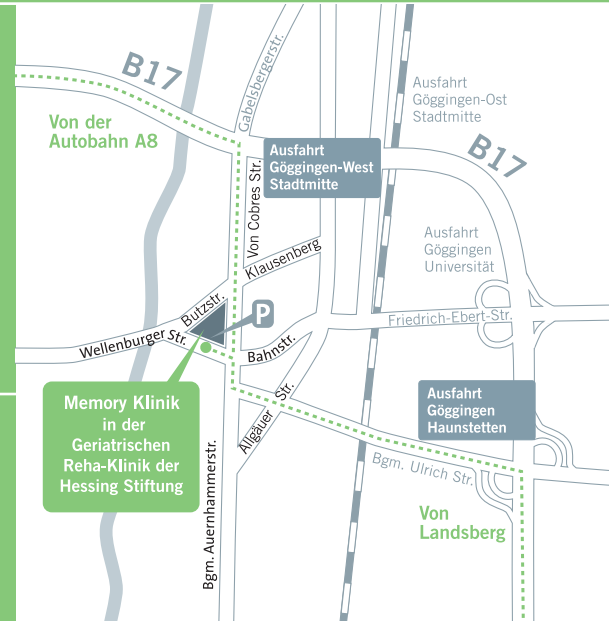 B17
Gabelsbergerstr.
Ausfahrt
Göggingen-Ost
Stadtmitte
Von der
Autobahn A8
Ausfahrt
Göggingen-West
Stadtmitte
B17
Von Cobres Str.
Ausfahrt
Göggingen
Universität
Klausenberg
Butzstr.
P
Friedrich-Ebert-Str.
Wellenburger Str.
Bahnstr.
Memory Klinik
in der
Geriatrischen
Reha-Klinik der
Hessing Stiftung
Allgäuer Str.
Ausfahrt
Göggingen
Haunstetten
Bgm. Ulrich Str.
Bgm. Auernhammerstr.
Von
Landsberg